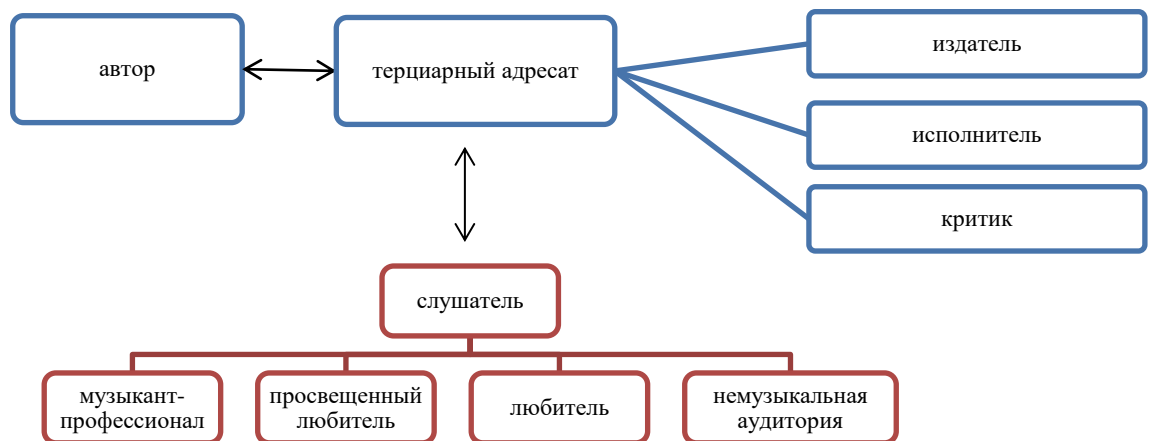 автор
терциарный адресат
издатель
исполнитель
критик
слушатель
музыкант-
профессионал
просвещенный
любитель
любитель
немузыкальная
аудитория